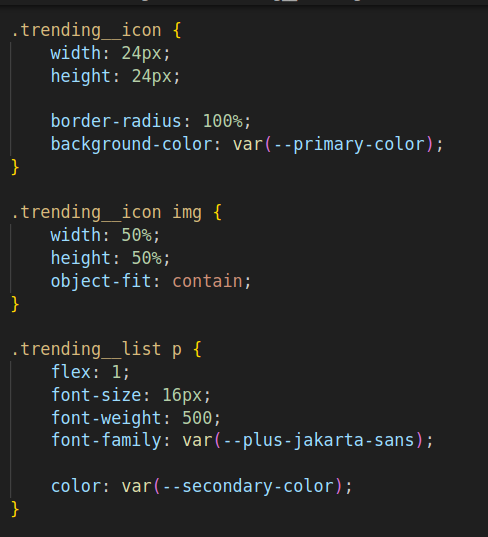 .trending__icon {
    width: 24px;
    height: 24px;

    border-radius: 100%;
    background-color: var(--primary-color);
}

.trending__icon img {
    width: 50%;
    height: 50%;
    object-fit: contain;
}

.trending__list p {
    flex: 1;
    font-size: 16px;
    font-weight: 500;
    font-family: var(--plus-jakarta-sans);

    color: var(--secondary-color);
}